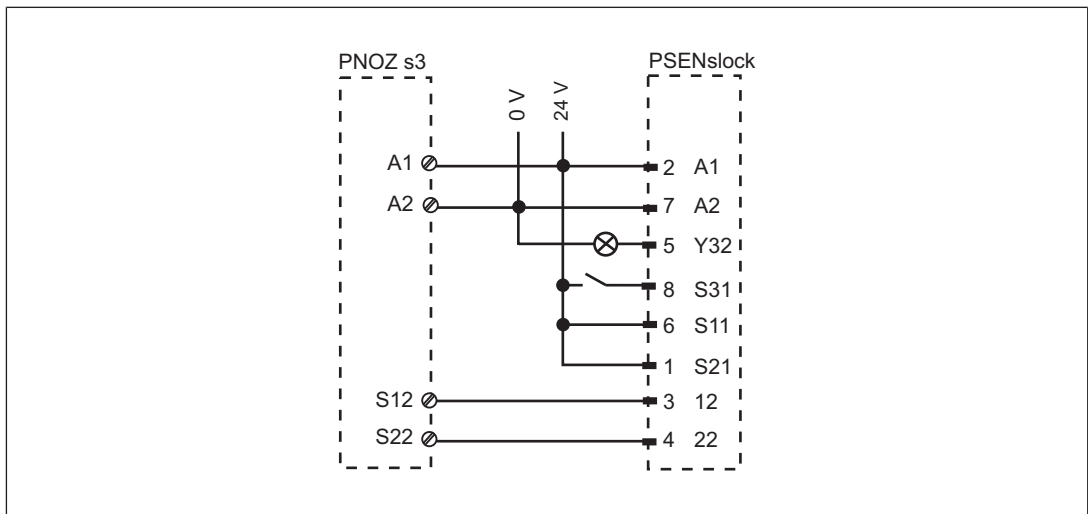 PNOZ s3
PSENslock
0 V
24 V
A1
2 A1
A2
7 A2
5 Y32
8 S31
6 S11
1 S21
S12
3 12
S22
4 22